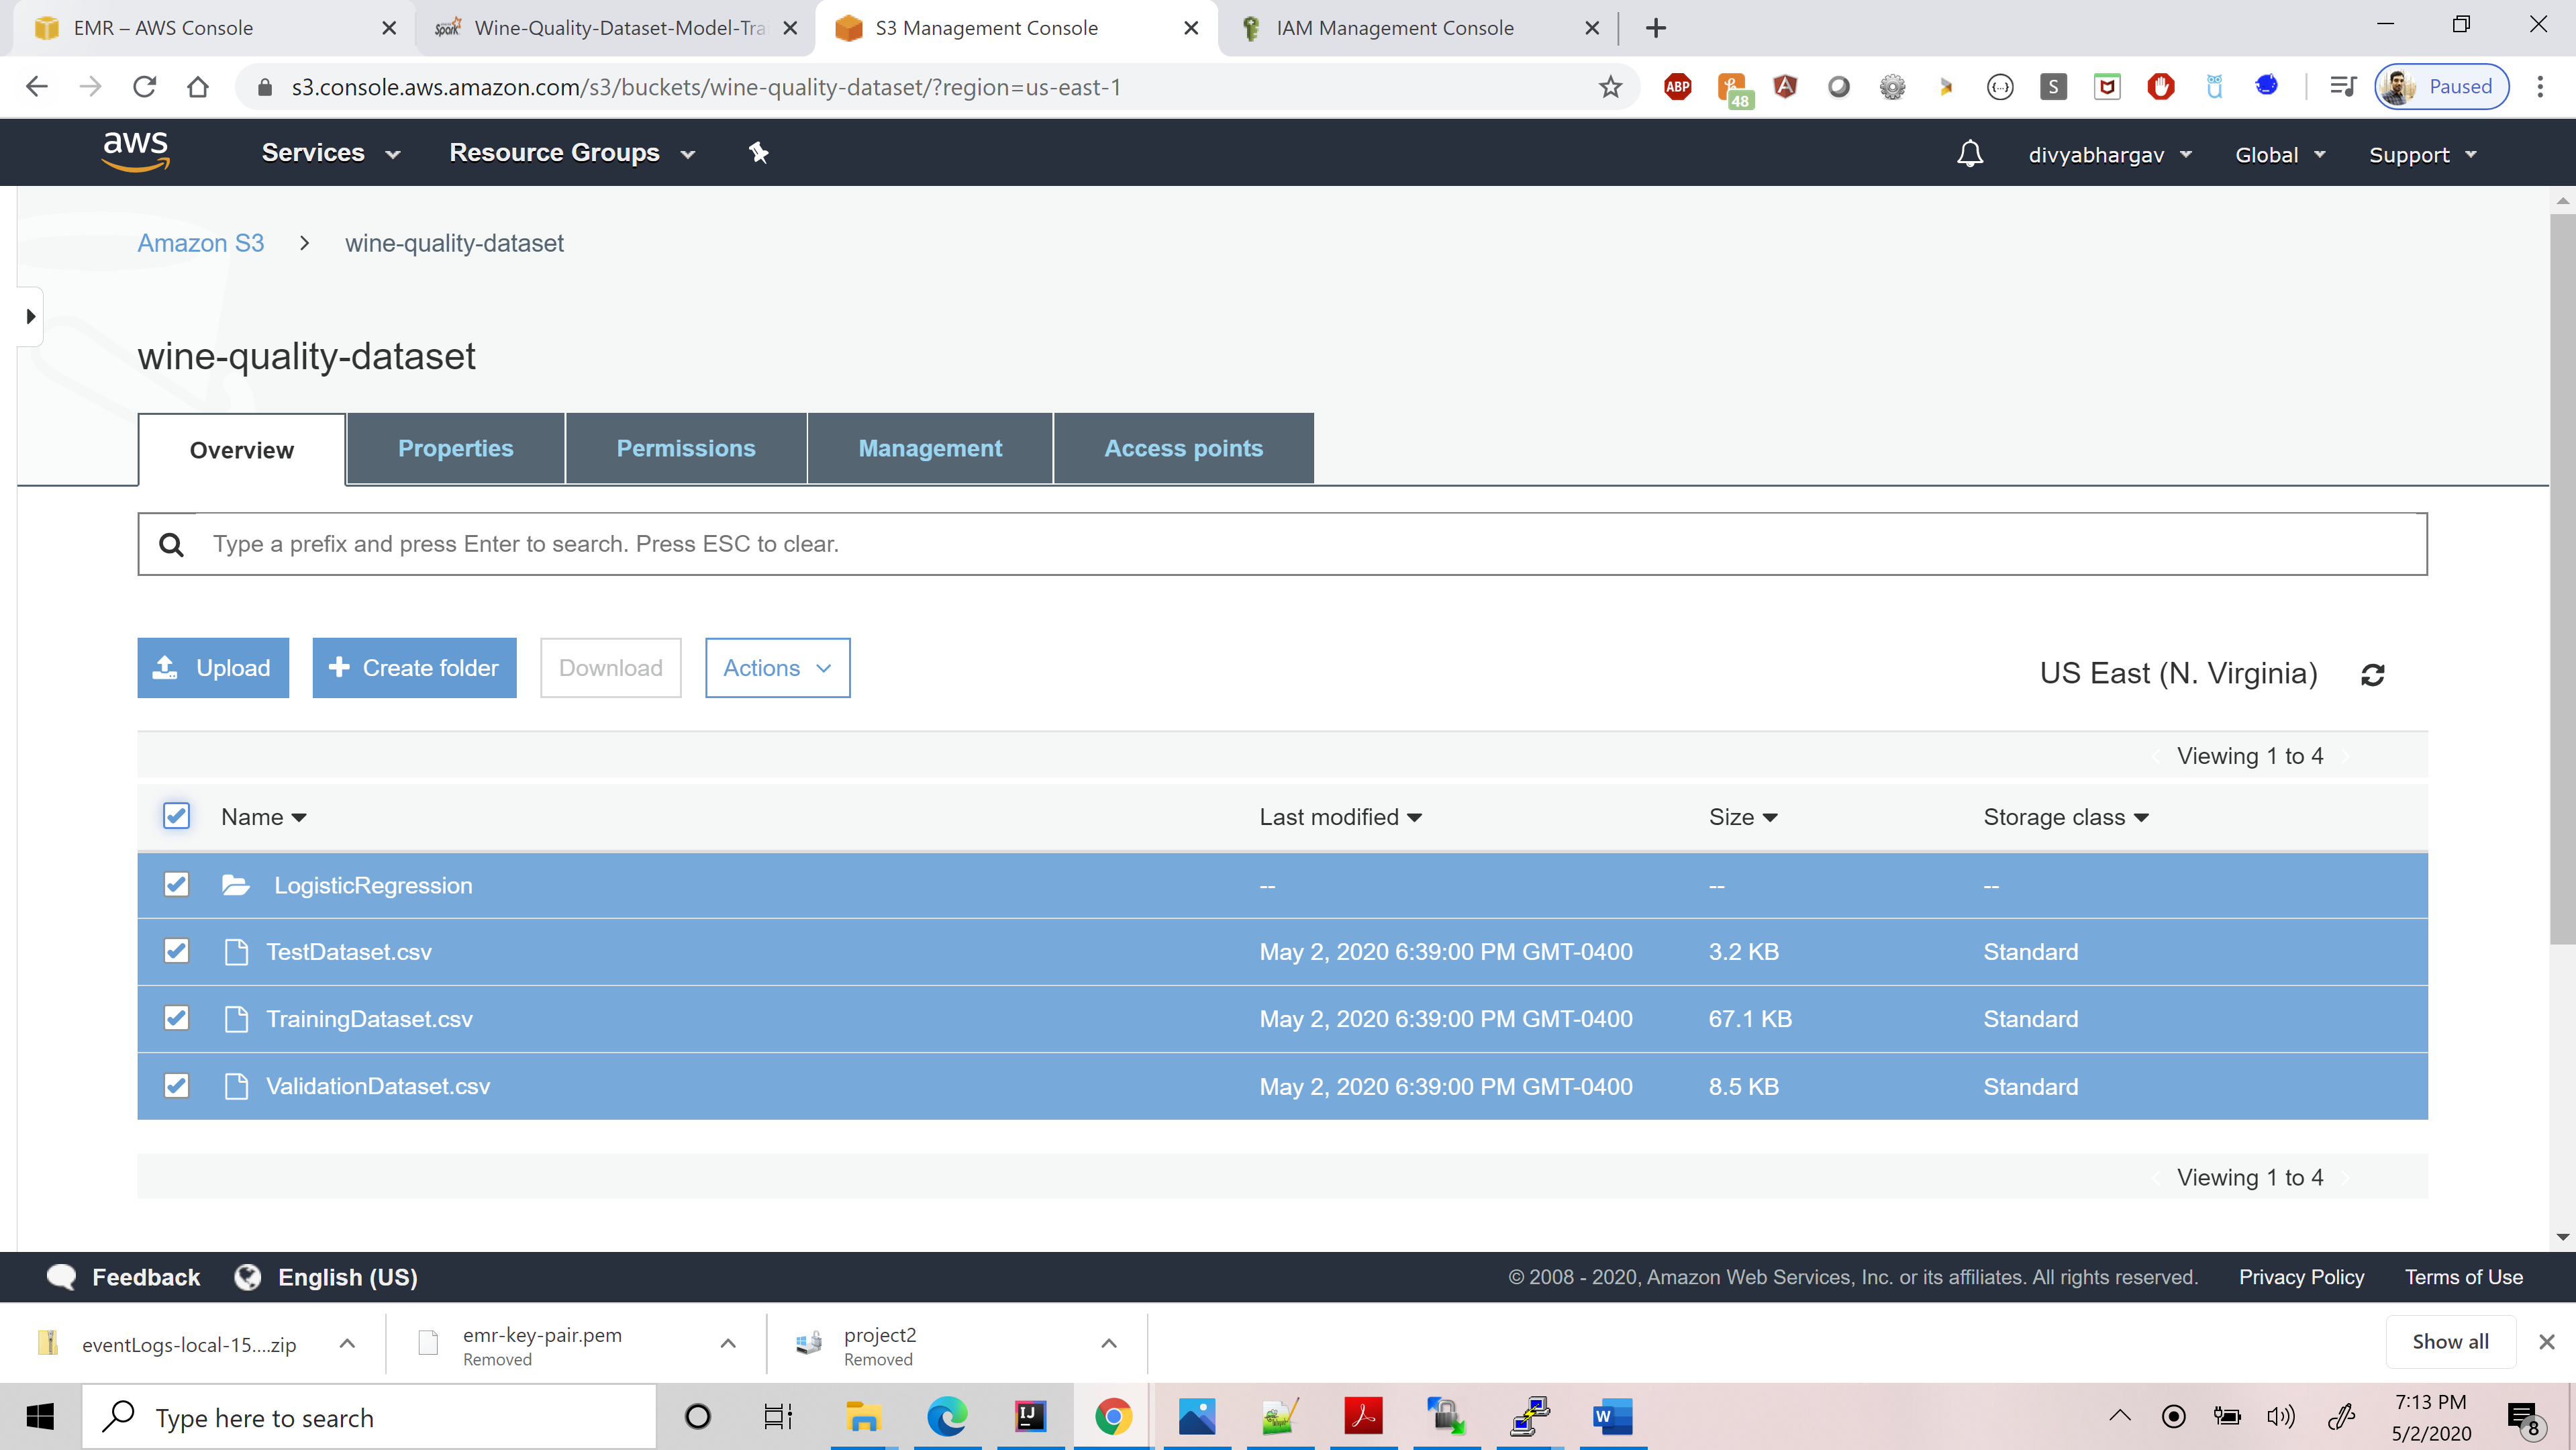 EMR – AWS Console
Wine-Quality-Dataset-Model-Tra
S3 Management Console
IAM Management Console
s3.console.aws.amazon.com/s3/buckets/wine-quality-dataset/?region=us-east-1
ABP
48
S
Paused
aws
Services
Resource Groups
divyabhargav
Global
Support
Amazon S3
wine-quality-dataset
wine-quality-dataset
Overview
Properties
Permissions
Management
Access points
Type a prefix and press Enter to search. Press ESC to clear.
Upload
Create folder
Download
Actions
US East (N. Virginia)
Viewing 1 to 4
Name
Last modified
Size
Storage class
LogisticRegression -- -- --
TestDataset.csv May 2, 2020 6:39:00 PM GMT-0400 3.2 KB Standard
TrainingDataset.csv May 2, 2020 6:39:00 PM GMT-0400 67.1 KB Standard
ValidationDataset.csv May 2, 2020 6:39:00 PM GMT-0400 8.5 KB Standard
Viewing 1 to 4
Feedback
English (US)
© 2008 - 2020, Amazon Web Services, Inc. or its affiliates. All rights reserved.
Privacy Policy
Terms of Use
eventLogs-local-15....zip
emr-key-pair.pem
Removed
project2
Removed
Show all
Type here to search
IJ
W
7:13 PM
5/2/2020
8